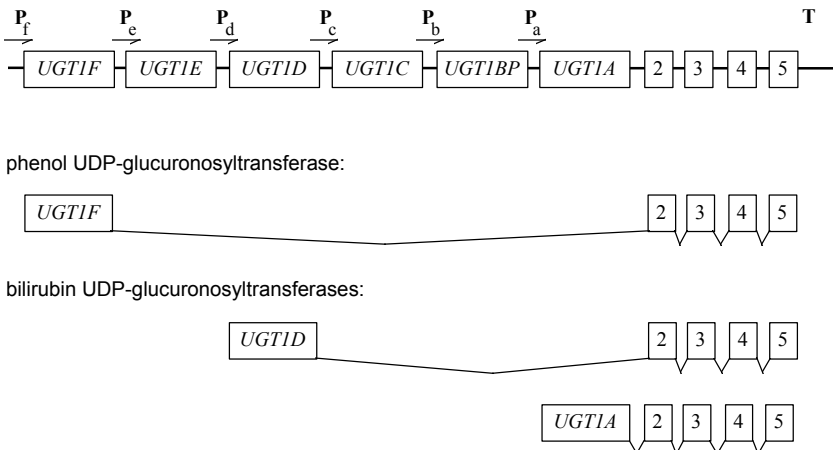 Pf Pe Pd Pc Pb Pa T
UGT1F UGT1E UGT1D UGT1C UGT1BP UGT1A 2 3 4 5
phenol UDP-glucuronosyltransferase:
UGT1F 2 3 4 5
bilirubin UDP-glucuronosyltransferases:
UGT1D 2 3 4 5
UGT1A 2 3 4 5